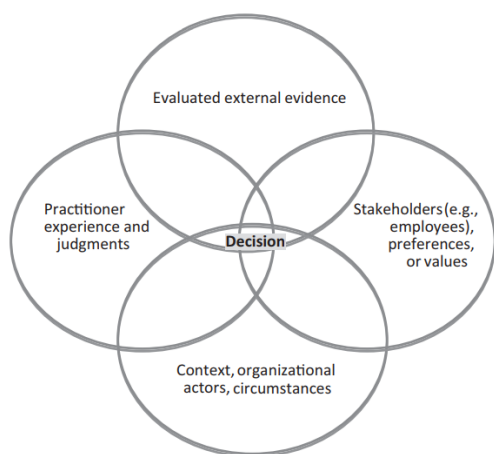 Evaluated external evidence
Practitioner
experience and
judgments
Stakeholders (e.g.,
employees),
preferences,
or values
Decision
Context, organizational
actors, circumstances